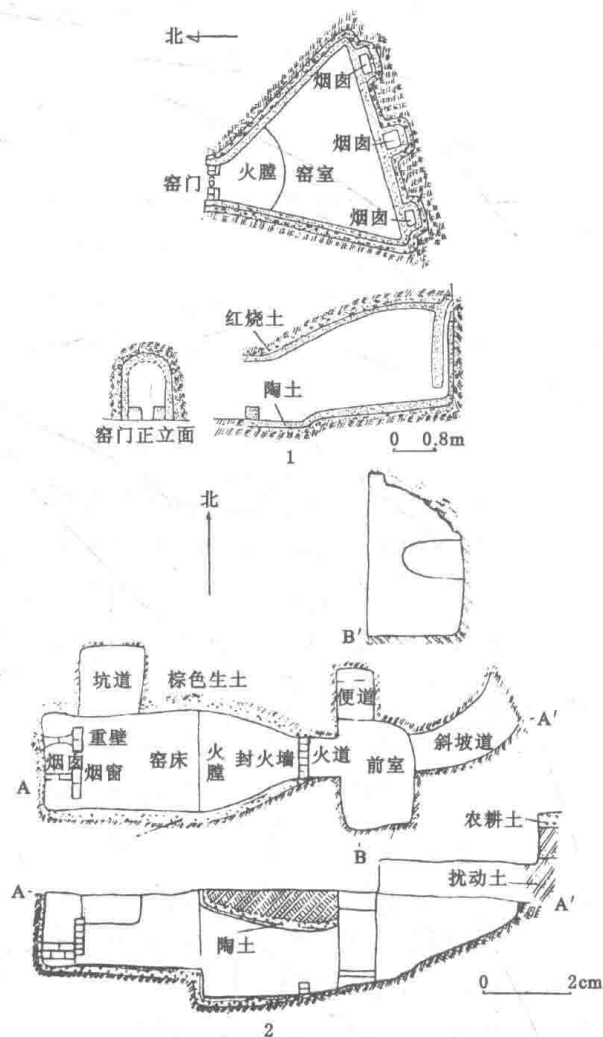 北
烟囱
烟囱
火膛 窑室
窑门
烟囱
红烧土
陶土
窑门正立面
0 0.8m
1
北
B′
坑道 棕色生土
便道
A′
重壁
烟囱 烟窗 窑床 火膛 封火墙 火道 前室 斜坡道
A
农耕土
B
扰动土
A A′
陶土
0 2cm
2